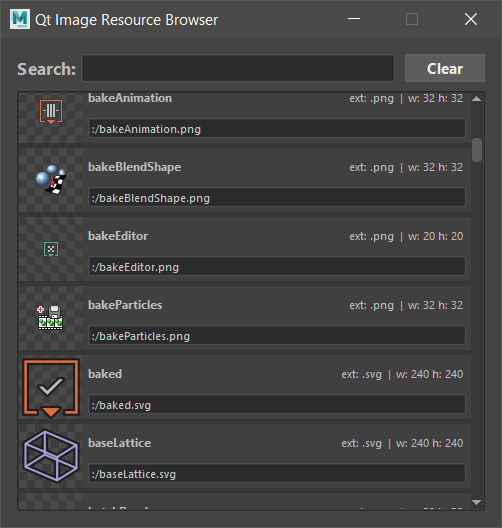 Qt Image Resource Browser
Search:
Clear
bakeAnimation ext: .png | w: 32 h: 32
:/bakeAnimation.png
bakeBlendShape ext: .png | w: 32 h: 32
:/bakeBlendShape.png
bakeEditor ext: .png | w: 20 h: 20
:/bakeEditor.png
bakeParticles ext: .png | w: 32 h: 32
:/bakeParticles.png
baked ext: .svg | w: 240 h: 240
:/baked.svg
baseLattice ext: .svg | w: 240 h: 240
:/baseLattice.svg